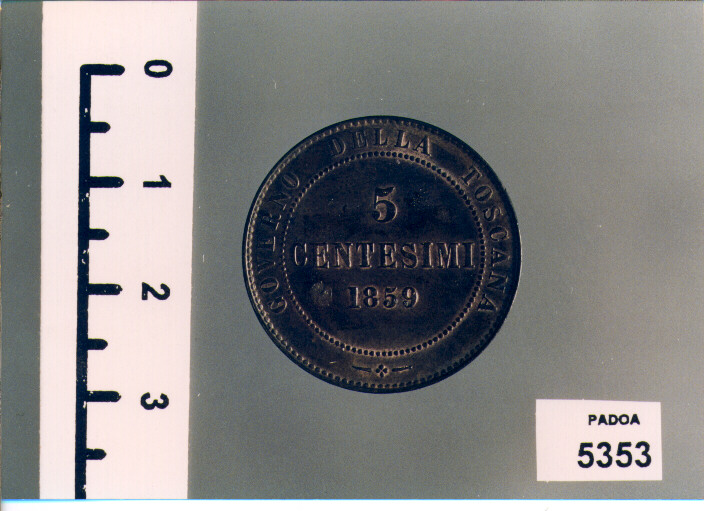 0
1
2
3
GOVERNO DELLA TOSCANA
5
CENTESIMI
1859
PADOA
5353